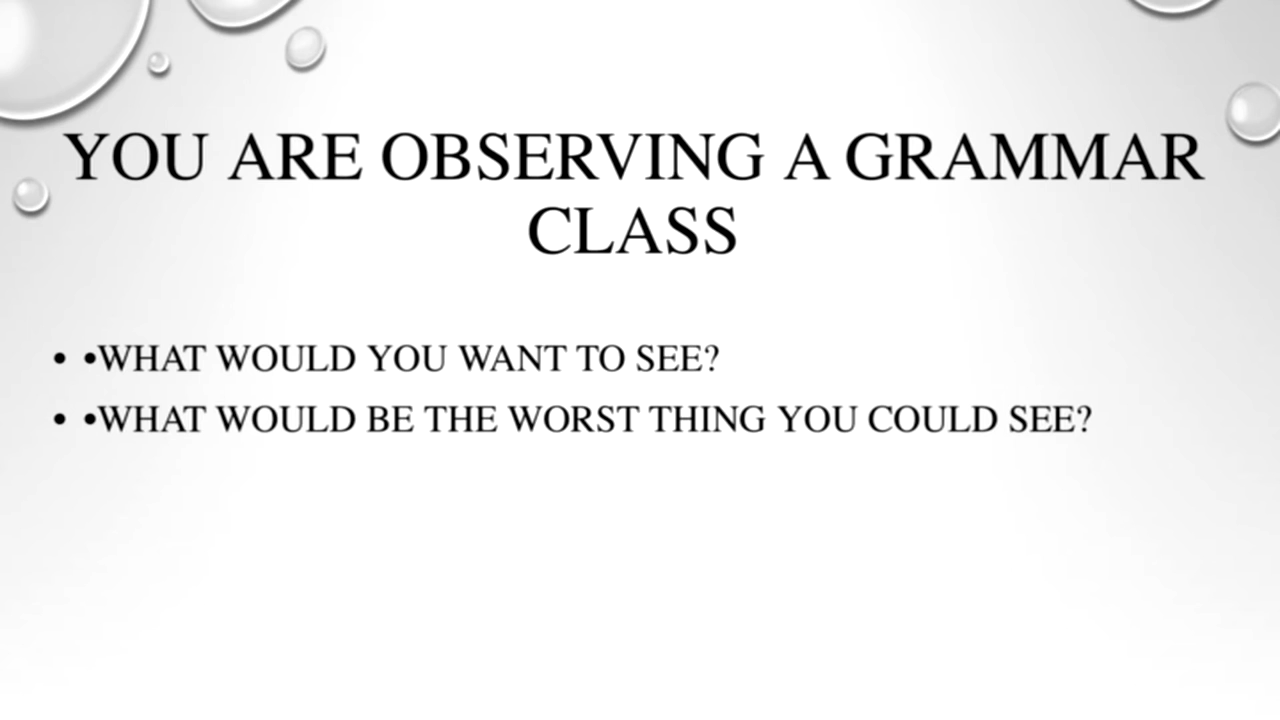 YOU ARE OBSERVING A GRAMMAR
CLASS
• •WHAT WOULD YOU WANT TO SEE?
• •WHAT WOULD BE THE WORST THING YOU COULD SEE?